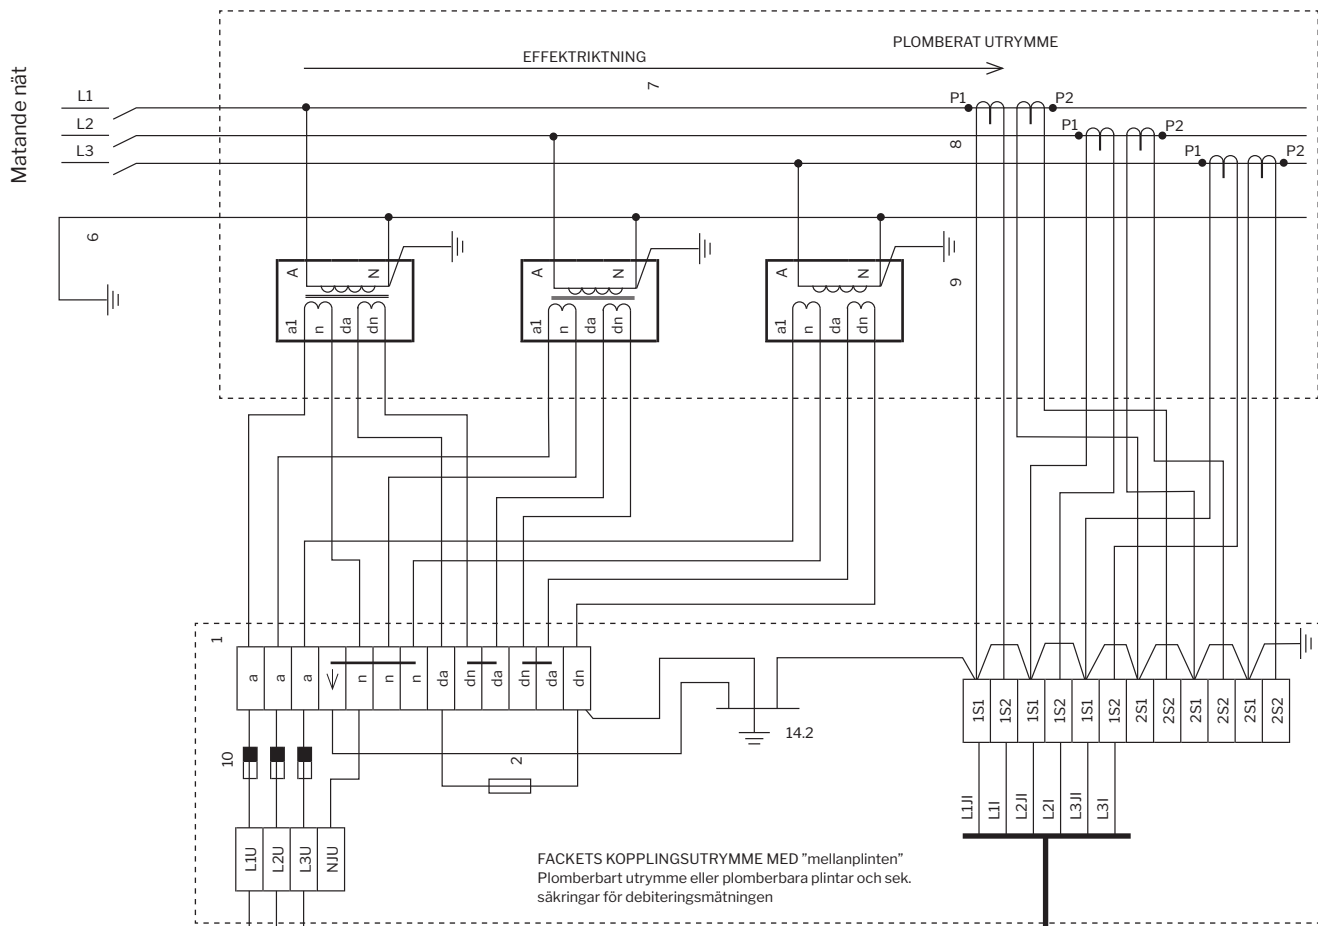 PLOMBERAT UTRYMME
EFFEKTRIKTNING
7
Matande nät
L1
L2
L3
P1
P2
P1
P2
P1
P2
8
6
A
N
A
N
A
N
9
a1
n
da
dn
a1
n
da
dn
a1
n
da
dn
1
a
a
a
n
n
n
da
dn
da
dn
da
dn
1S1
1S2
1S1
1S2
1S1
1S2
2S1
2S2
2S1
2S2
2S1
2S2
14.2
10
2
L1JI
L1I
L2JI
L2I
L3JI
L3I
L1U
L2U
L3U
NJU
FACKETS KOPPLINGSUTRYMME MED "mellanplinten"
Plomberbart utrymme eller plomberbara plintar och sek.
säkringar för debiteringsmätningen